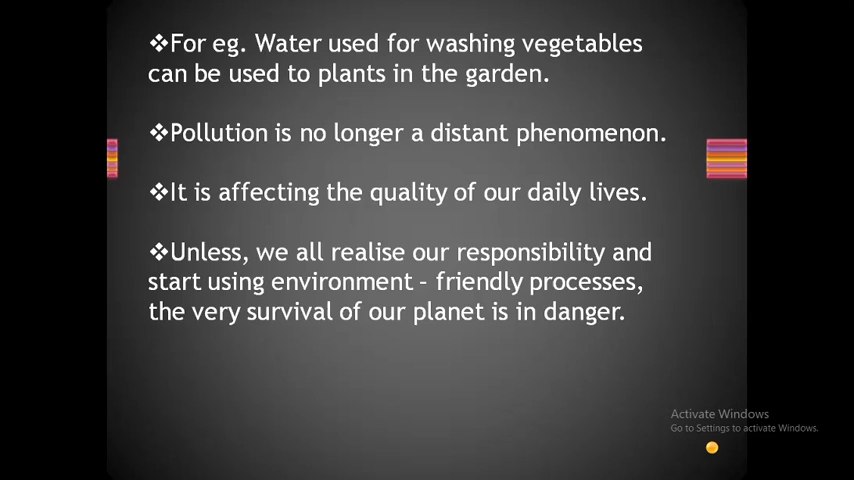 ❖For eg. Water used for washing vegetables
can be used to plants in the garden.
❖Pollution is no longer a distant phenomenon.
❖It is affecting the quality of our daily lives.
❖Unless, we all realise our responsibility and
start using environment – friendly processes,
the very survival of our planet is in danger.
Activate Windows
Go to Settings to activate Windows.